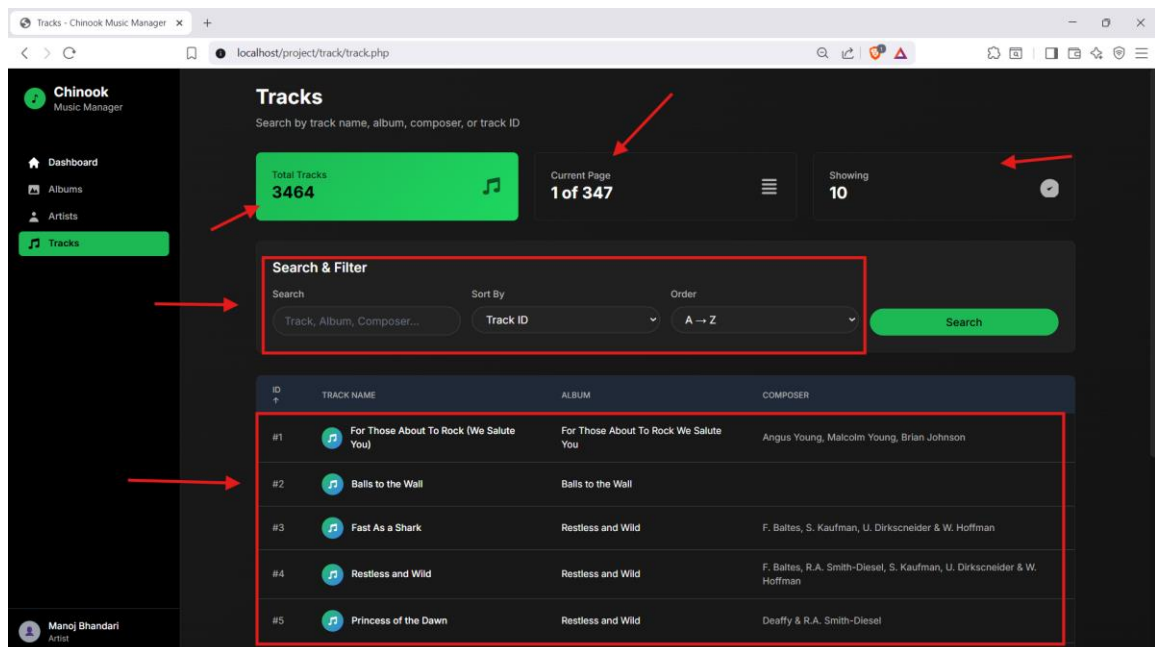 Tracks - Chinook Music Manager
localhost/project/track/track.php
Chinook
Music Manager
Dashboard
Albums
Artists
Tracks
Manoj Bhandari
Artist
Tracks
Search by track name, album, composer, or track ID
Total Tracks
3464
Current Page
1 of 347
Showing
10
Search & Filter
Search
Sort By
Order
Track, Album, Composer...
Track ID
A → Z
Search
ID ↑
TRACK NAME
ALBUM
COMPOSER
#1
For Those About To Rock (We Salute
You)
For Those About To Rock We Salute
You
Angus Young, Malcolm Young, Brian Johnson
#2
Balls to the Wall
Balls to the Wall
#3
Fast As a Shark
Restless and Wild
F. Baltes, S. Kaufman, U. Dirkscneider & W. Hoffman
#4
Restless and Wild
Restless and Wild
F. Baltes, R.A. Smith-Diesel, S. Kaufman, U. Dirkscneider & W.
Hoffman
#5
Princess of the Dawn
Restless and Wild
Deaffy & R.A. Smith-Diesel